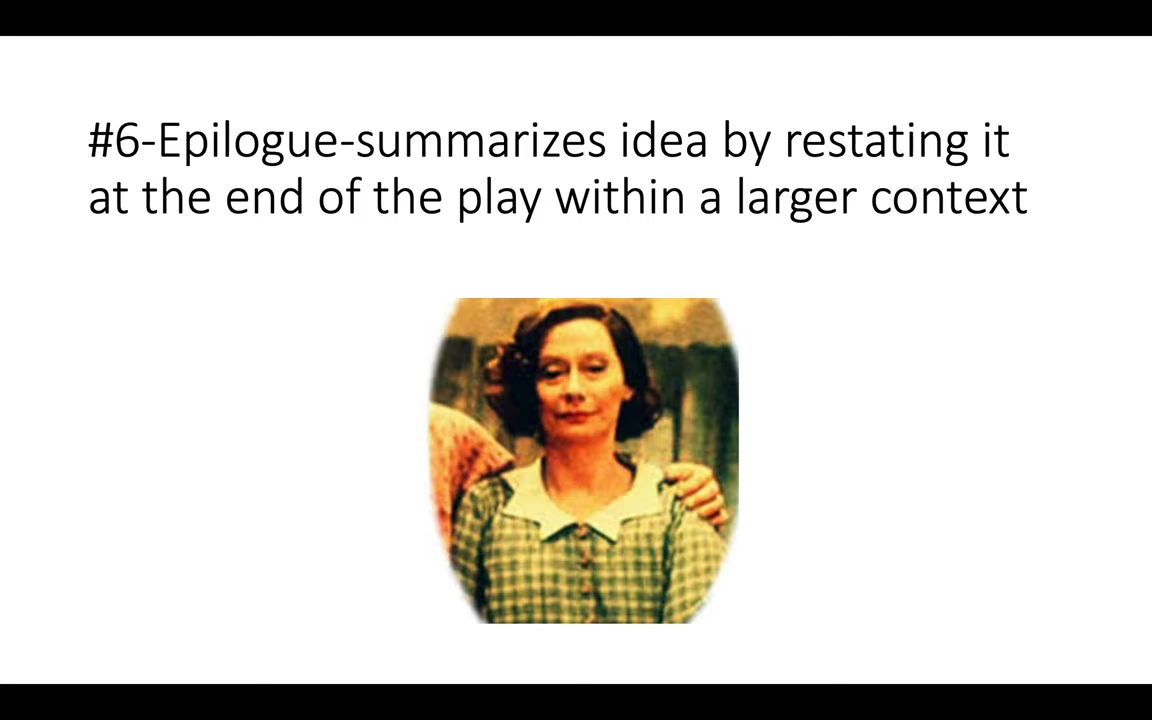 #6-Epilogue-summarizes idea by restating it
at the end of the play within a larger context